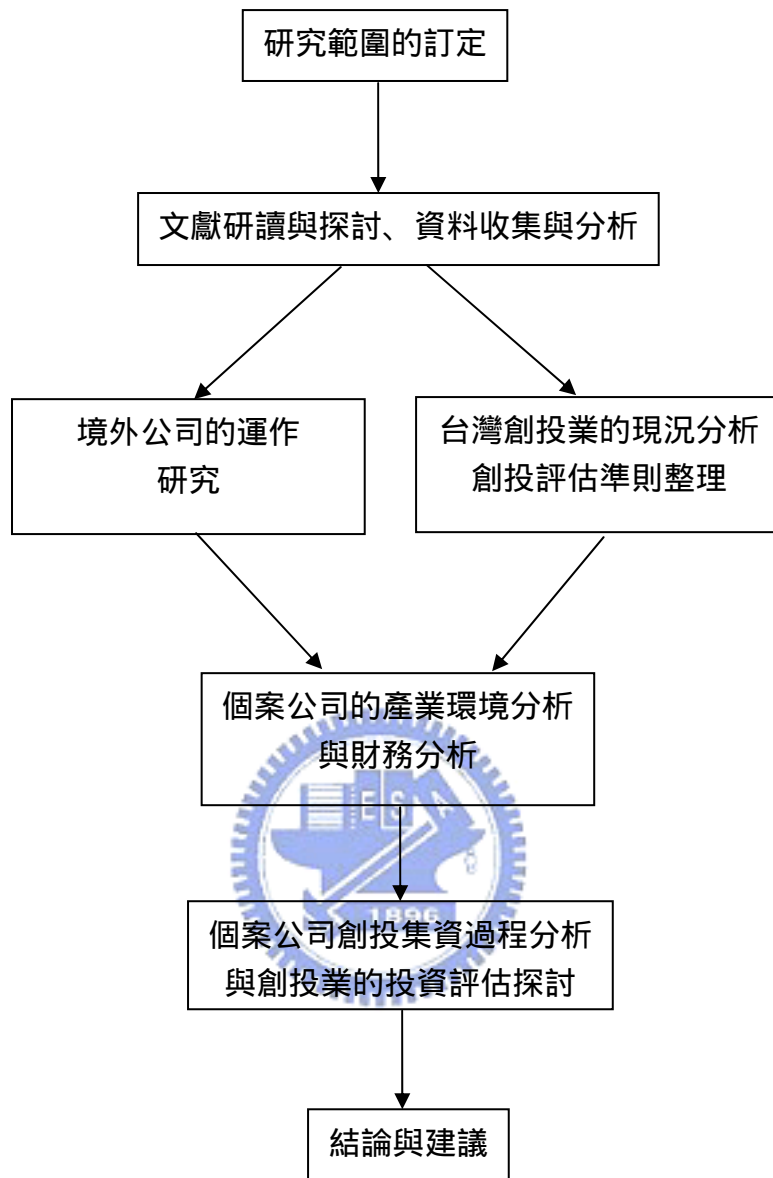 研究範圍的訂定
文獻研讀與探討、資料收集與分析
境外公司的運作
研究
台灣創投業的現況分析
創投評估準則整理
個案公司的產業環境分析
與財務分析
E S A
1896
個案公司創投集資過程分析
與創投業的投資評估探討
結論與建議